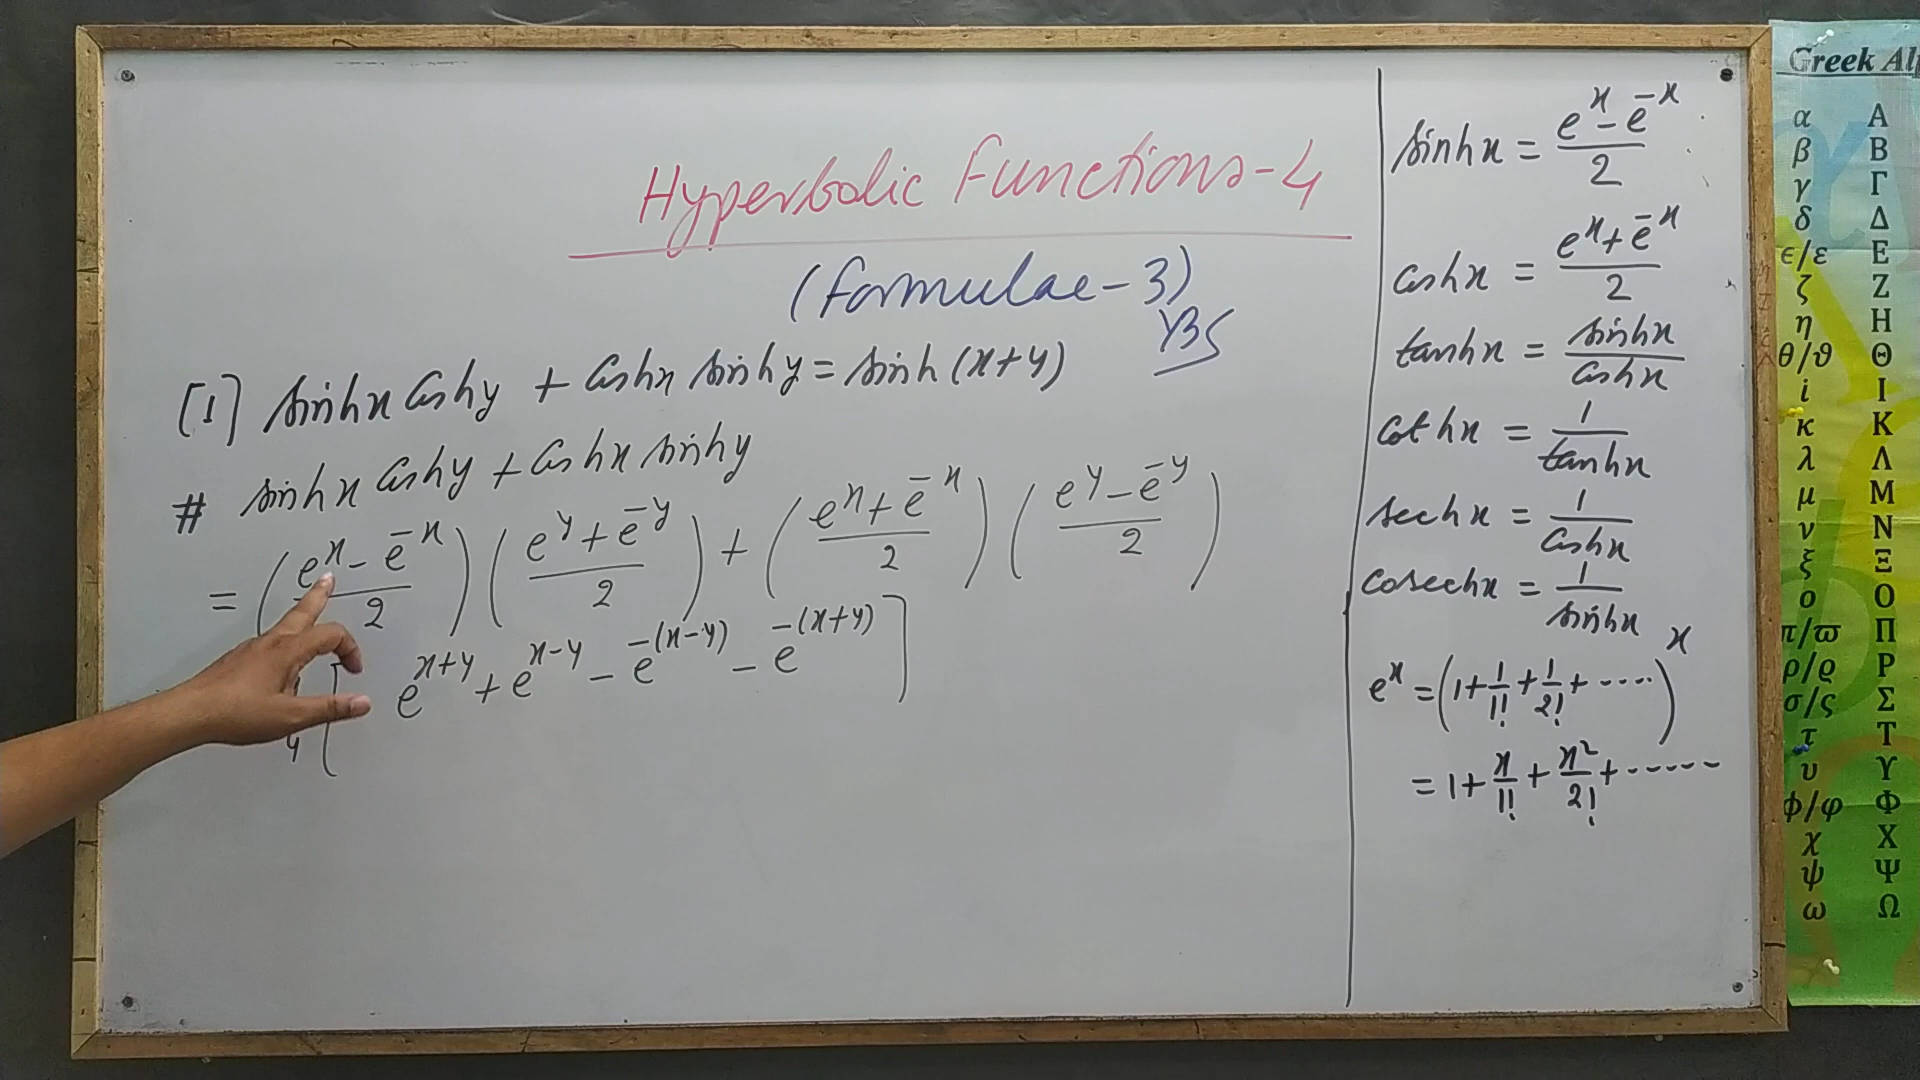 Hyperbolic Functions-4
(formulae-3)
YBS
[1] sinhx coshy + coshx sinhy = sinh(x+y)
# sinhx coshy + coshx sinhy
= (e^x - e^-x / 2) (e^y + e^-y / 2) + (e^x + e^-x / 2) (e^y - e^-y / 2)
4 [ e^x+y + e^x-y - e^-(x-y) - e^-(x+y) ]
sinhx = e^x - e^-x / 2
coshx = e^x + e^-x / 2
tanhx = sinhx / coshx
cothx = 1 / tanhx
sechx = 1 / coshx
cosechx = 1 / sinhx
e^x = (1 + 1/1! + 1/2! + ....)^x
= 1 + x/1! + x²/2! + ......
Greek Al
α Α
β Β
γ Γ
δ Δ
ϵ/ε Ε
ζ Ζ
η Η
θ/ϑ Θ
i Ι
κ Κ
λ Λ
μ Μ
ν Ν
ξ Ξ
ο Ο
π/ϖ Π
ρ/ϱ Ρ
σ/ς Σ
τ Τ
υ Υ
ϕ/φ Φ
χ Χ
ψ Ψ
ω Ω